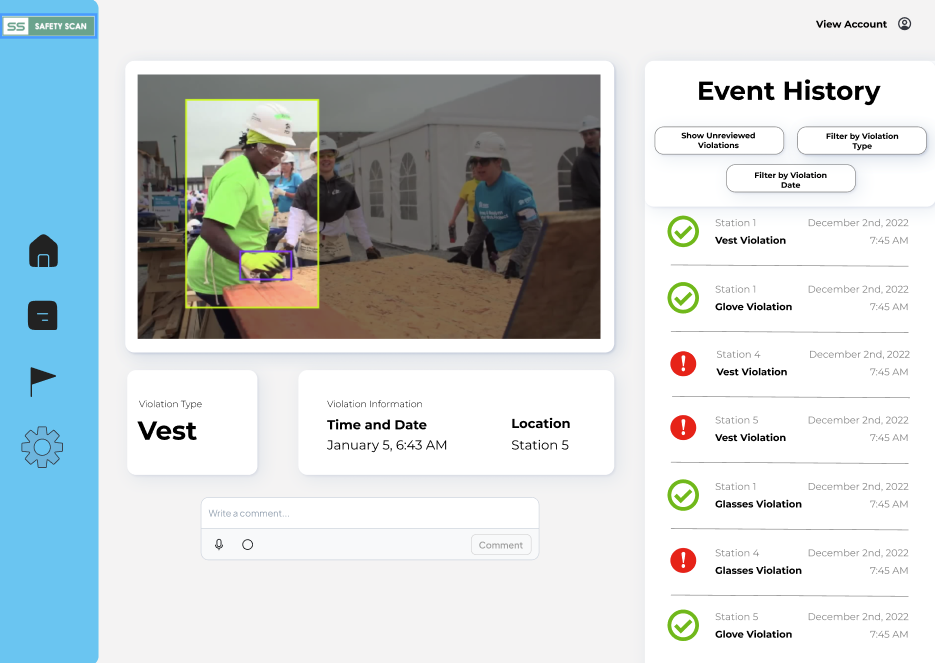 SS SAFETY SCAN
View Account
Event History
Show Unreviewed
Violations
Filter by Violation
Type
Filter by Violation
Date
Station 1 December 2nd, 2022
Vest Violation 7:45 AM
Station 1 December 2nd, 2022
Glove Violation 7:45 AM
Station 4 December 2nd, 2022
Vest Violation 7:45 AM
Station 5 December 2nd, 2022
Vest Violation 7:45 AM
Station 1 December 2nd, 2022
Glasses Violation 7:45 AM
Station 4 December 2nd, 2022
Glasses Violation 7:45 AM
Station 5 December 2nd, 2022
Glove Violation 7:45 AM
Violation Type
Vest
Violation Information
Time and Date
January 5, 6:43 AM
Location
Station 5
Write a comment...
Comment